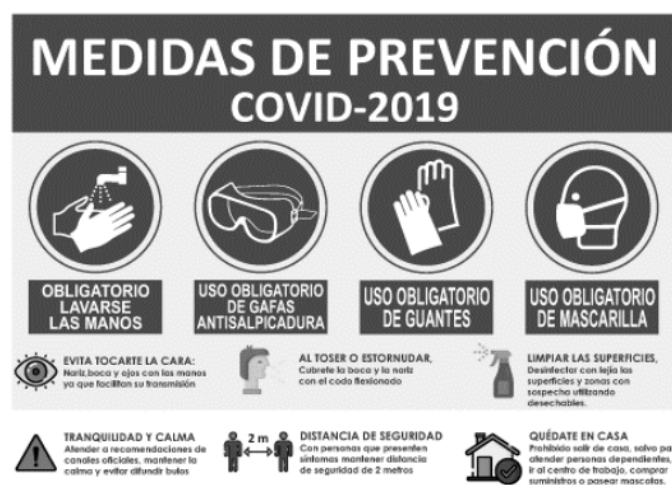 MEDIDAS DE PREVENCIÓN
COVID-2019
OBLIGATORIO
LAVARSE
LAS MANOS
USO OBLIGATORIO
DE GAFAS
ANTISALPICADURA
USO OBLIGATORIO
DE GUANTES
USO OBLIGATORIO
DE MASCARILLA
EVITA TOCARTE LA CARA:
Nariz,boca y ojos con las manos
ya que facilitan su transmisión
AL TOSER O ESTORNUDAR,
Cubrete la boca y la nariz
con el codo flexionado
LIMPIAR LAS SUPERFICIES,
Desinfectar con lejía las
superficies y zonas con
sospecha utilizando
desechables.
TRANQUILIDAD Y CALMA
Atender a recomendaciones de
canales oficiales, mantener la
calma y evitar difundir bulos
2 m
DISTANCIA DE SEGURIDAD
Con personas que presenten
síntomas mantener distancia
de seguridad de 2 metros
QUÉDATE EN CASA
Prohibido salir de casa, salvo pa
atender personas dependientes,
ir al centro de trabajo, comprar
suministros o pasear mascotas.